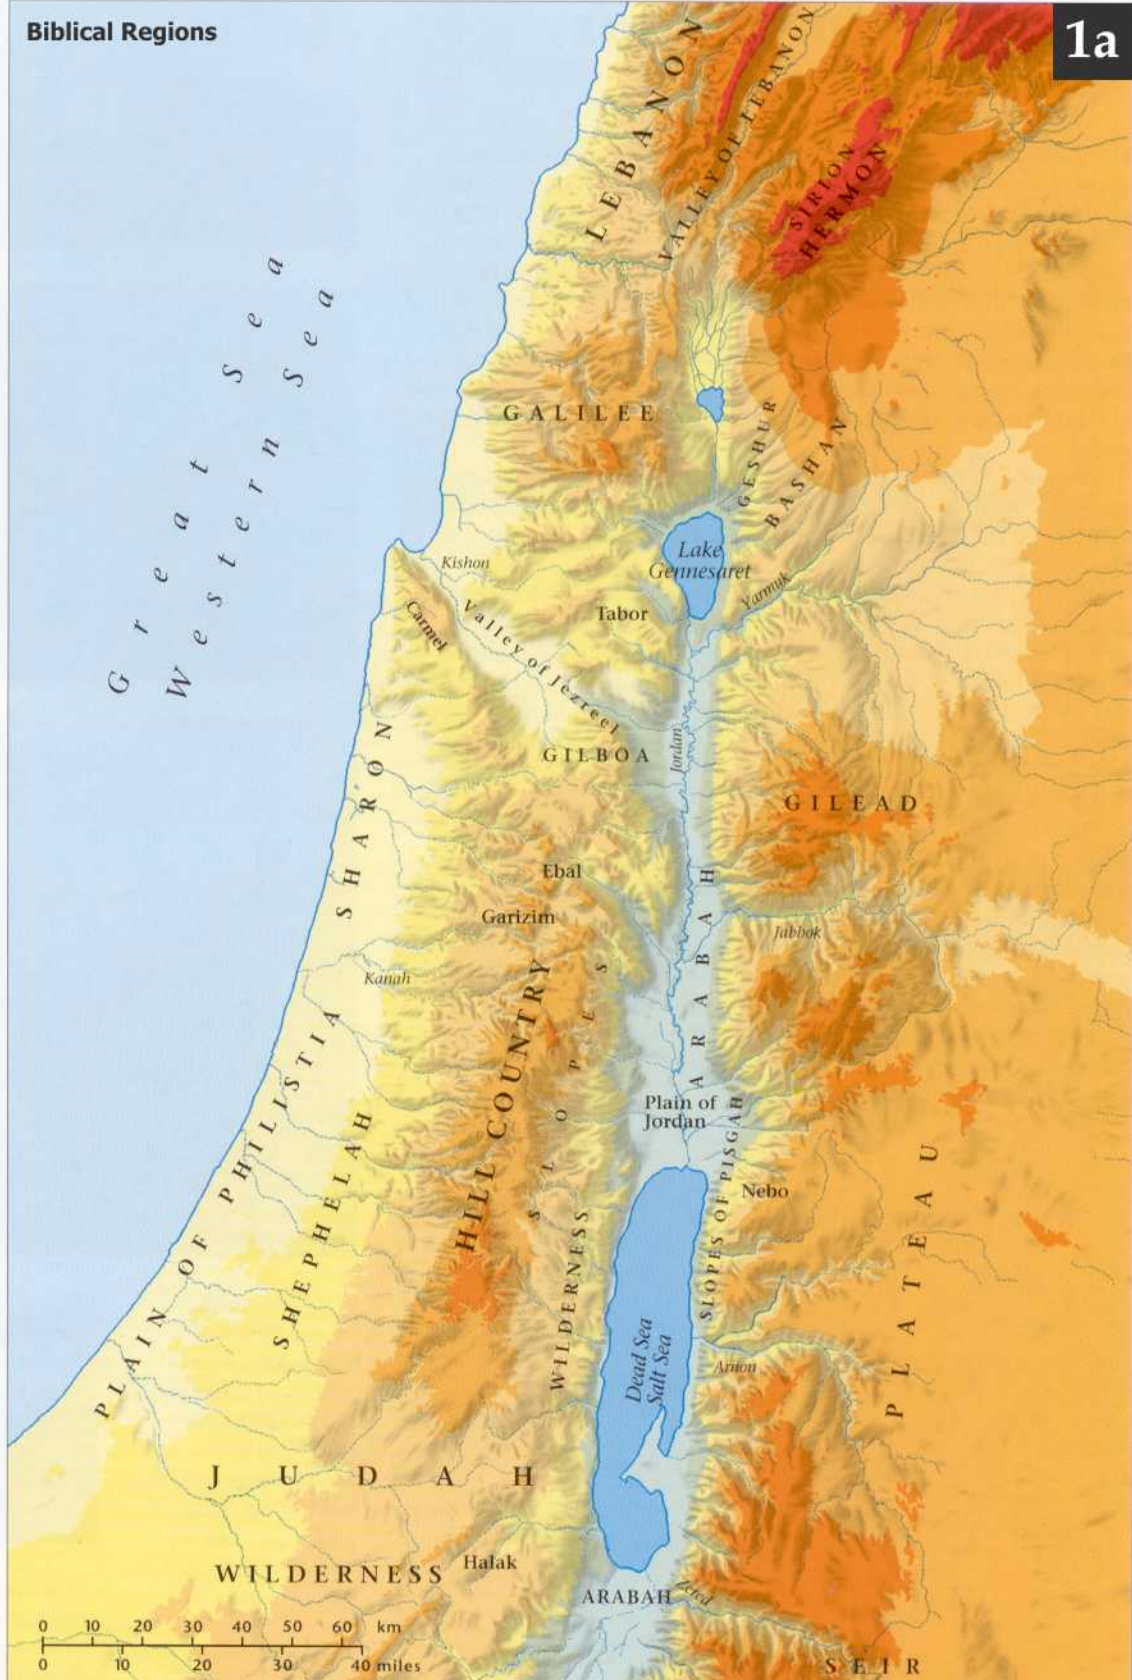 Biblical Regions
1a
LEBANON
VALLEY OF LEBANON
SIRION
HERMON
Great Sea
Western Sea
GALILEE
GESHUR
BASHAN
Lake
Gennesaret
Kishon
Yarmuk
Carmel
Tabor
Valley of Jezreel
GILBOA
Jordan
SHARON
GILEAD
Ebal
Garizim
ARABAH
Jabbok
Kanah
HILL COUNTRY
SLOPES
PLAIN OF PHILISTIA
SHEPHELAH
Plain of
Jordan
SLOPES OF PISGAH
Nebo
PLATEAU
WILDERNESS
Dead Sea
Salt Sea
Arnon
JUDAH
WILDERNESS
Halak
ARABAH
Zered
SEIR
0 10 20 30 40 50 60 km
0 10 20 30 40 miles